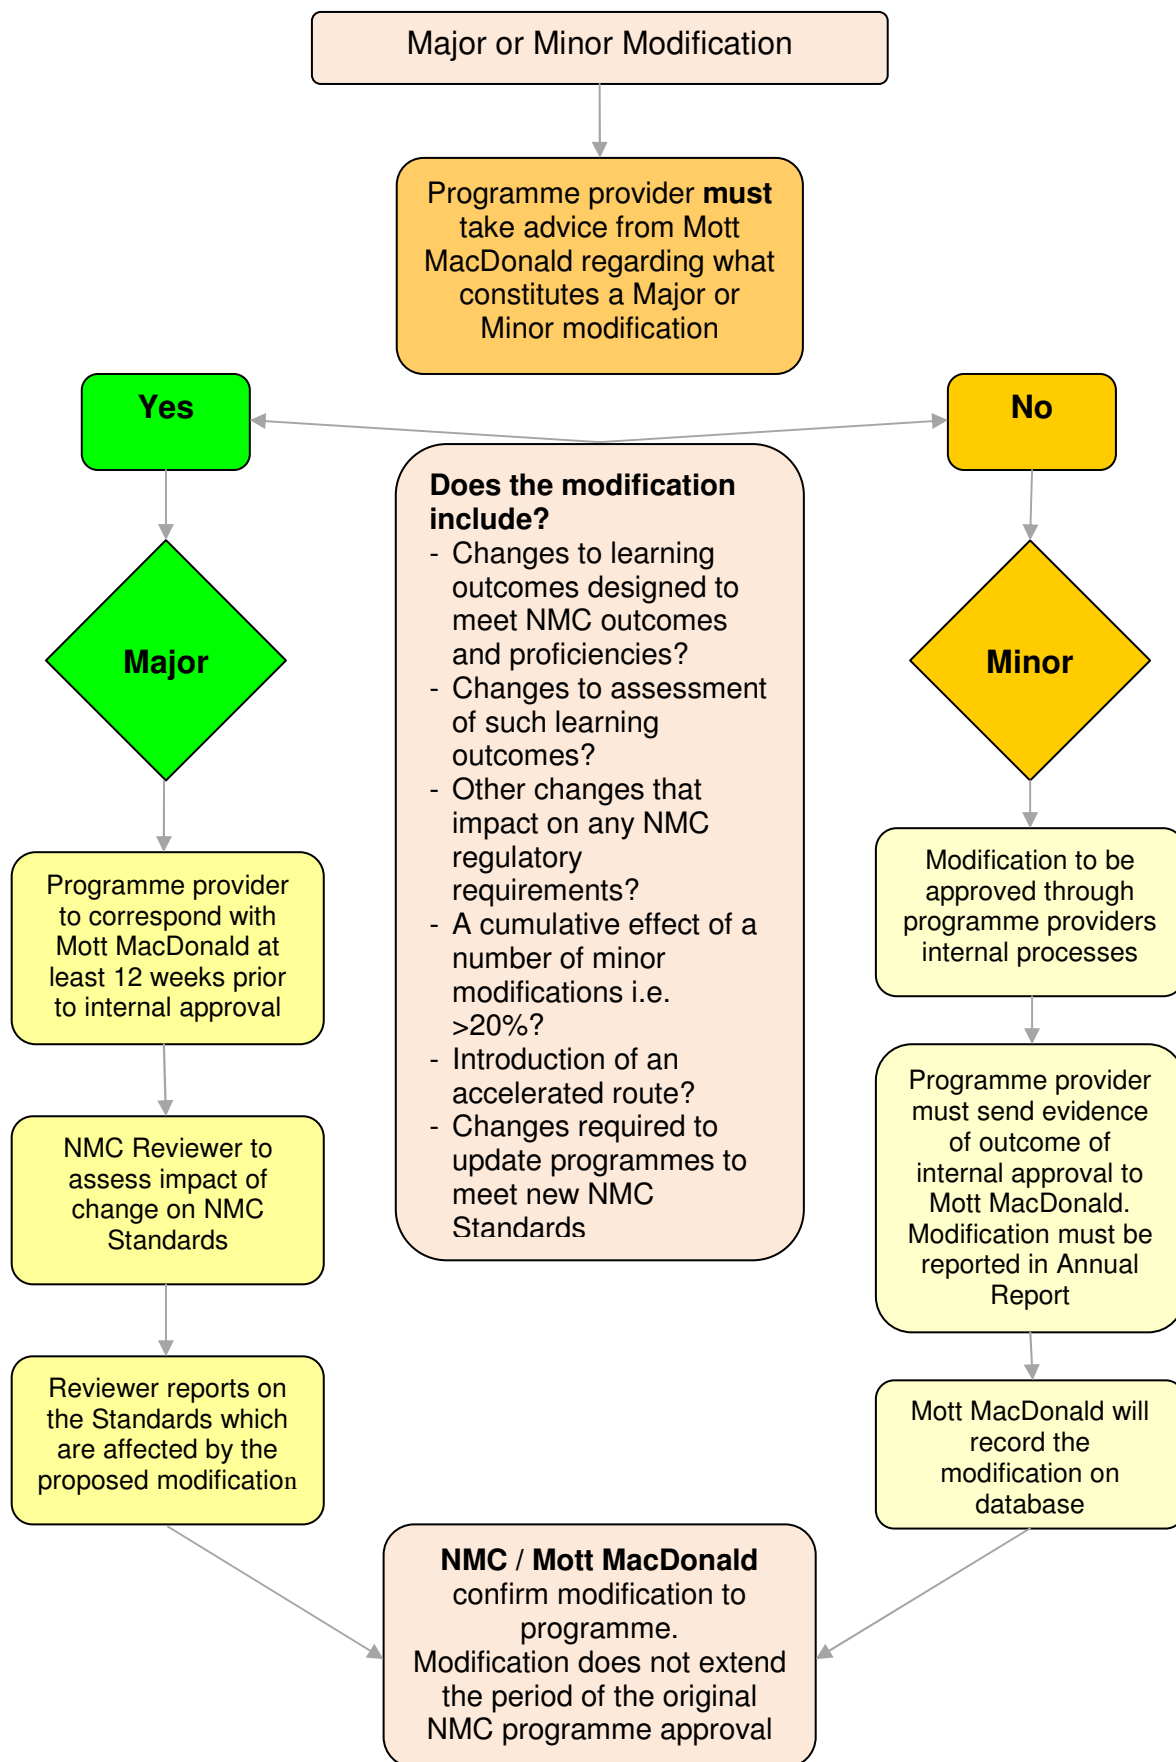 Major or Minor Modification
Programme provider must
take advice from Mott
MacDonald regarding what
constitutes a Major or
Minor modification
Yes
No
Does the modification
include?
- Changes to learning
outcomes designed to
meet NMC outcomes
and proficiencies?
- Changes to assessment
of such learning
outcomes?
- Other changes that
impact on any NMC
regulatory
requirements?
- A cumulative effect of a
number of minor
modifications i.e.
>20%?
- Introduction of an
accelerated route?
- Changes required to
update programmes to
meet new NMC
Standards
Major
Programme provider
to correspond with
Mott MacDonald at
least 12 weeks prior
to internal approval
NMC Reviewer to
assess impact of
change on NMC
Standards
Reviewer reports on
the Standards which
are affected by the
proposed modification
Minor
Modification to be
approved through
programme providers
internal processes
Programme provider
must send evidence
of outcome of
internal approval to
Mott MacDonald.
Modification must be
reported in Annual
Report
Mott MacDonald will
record the
modification on
database
NMC / Mott MacDonald
confirm modification to
programme.
Modification does not extend
the period of the original
NMC programme approval